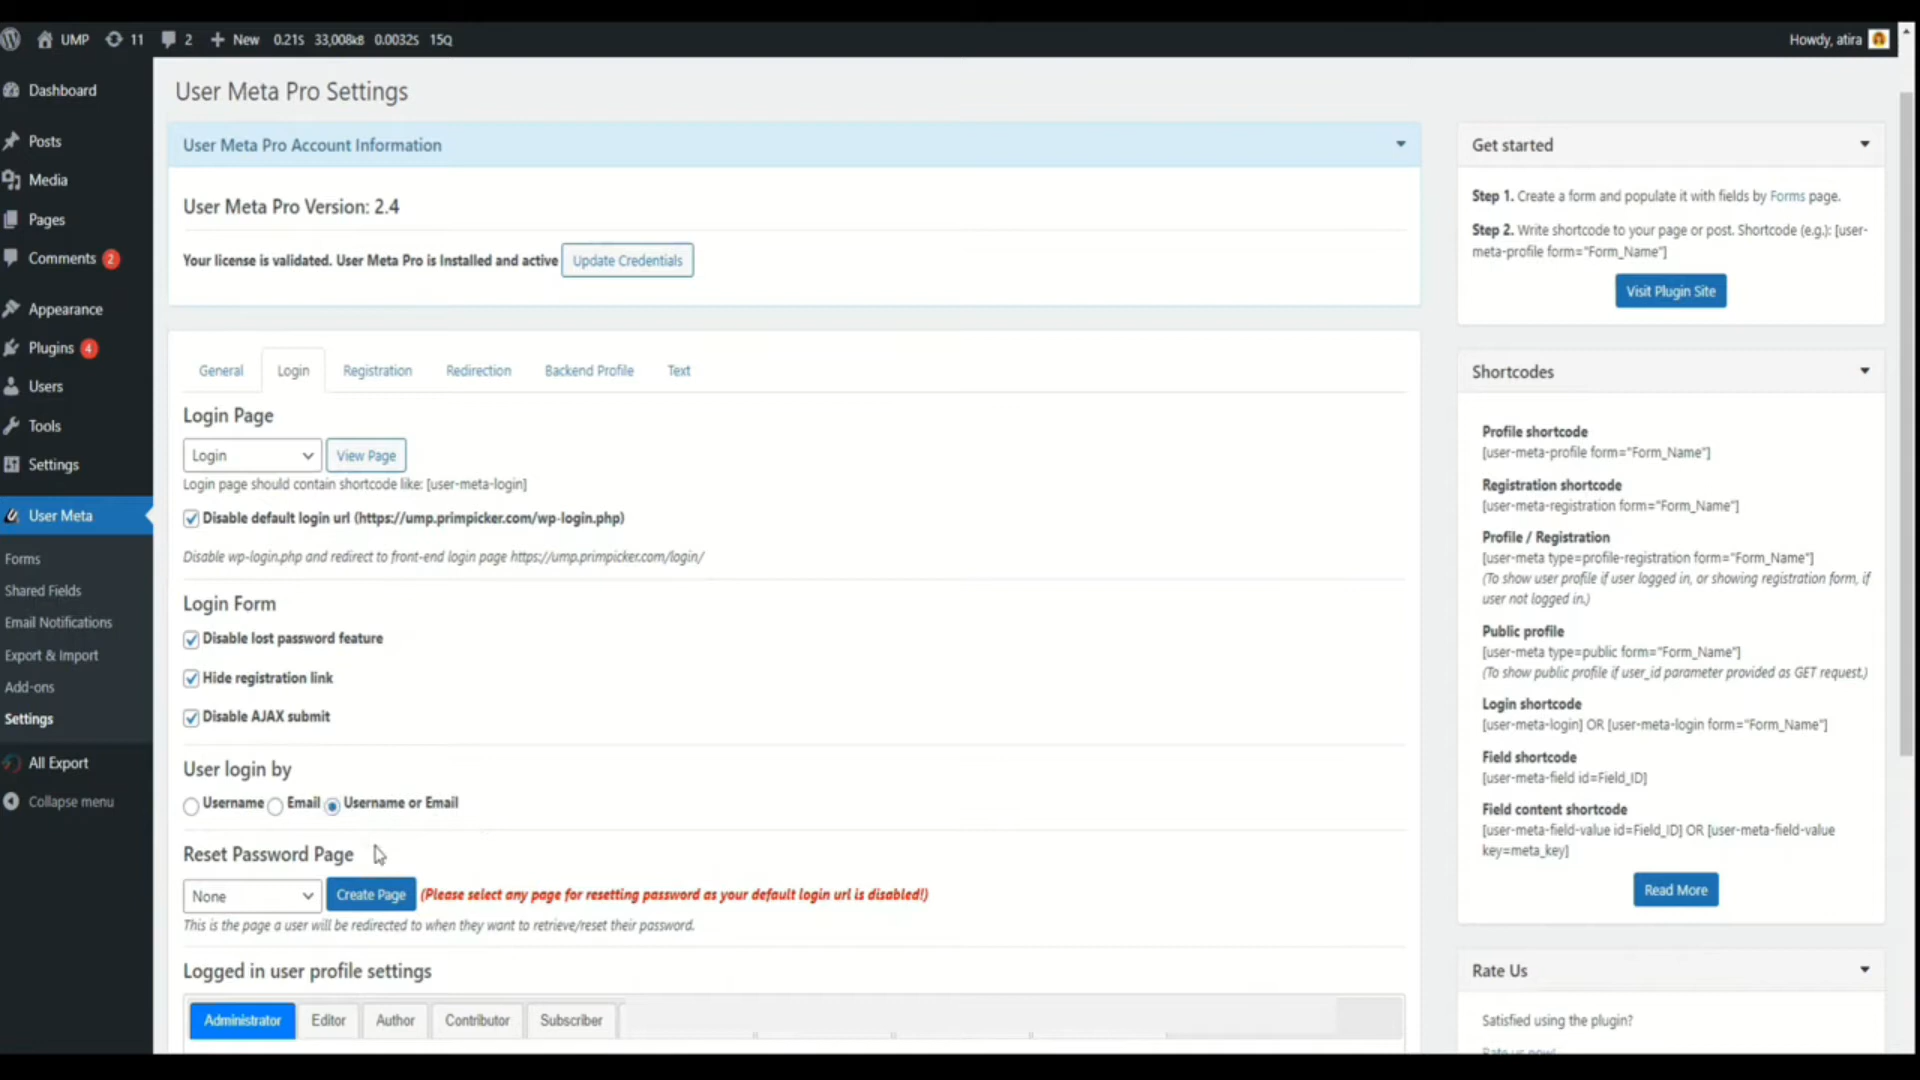 UMP 11 2 New 0.21S 33,008KB 0.0032S 15Q
Howdy, atira
Dashboard
Posts
Media
Pages
Comments 2
Appearance
Plugins 4
Users
Tools
Settings
User Meta
Forms
Shared Fields
Email Notifications
Export & Import
Add-ons
Settings
All Export
Collapse menu
User Meta Pro Settings
User Meta Pro Account Information
User Meta Pro Version: 2.4
Your license is validated. User Meta Pro is Installed and active Update Credentials
General Login Registration Redirection Backend Profile Text
Login Page
Login View Page
Login page should contain shortcode like: [user-meta-login]
Disable default login url (https://ump.primpicker.com/wp-login.php)
Disable wp-login.php and redirect to front-end login page https://ump.primpicker.com/login/
Login Form
Disable lost password feature
Hide registration link
Disable AJAX submit
User login by
Username Email Username or Email
Reset Password Page
None Create Page (Please select any page for resetting password as your default login url is disabled!)
This is the page a user will be redirected to when they want to retrieve/reset their password.
Logged in user profile settings
Administrator Editor Author Contributor Subscriber
Get started
Step 1. Create a form and populate it with fields by Forms page.
Step 2. Write shortcode to your page or post. Shortcode (e.g.): [user-
meta-profile form="Form_Name"]
Visit Plugin Site
Shortcodes
Profile shortcode
[user-meta-profile form="Form_Name"]
Registration shortcode
[user-meta-registration form="Form_Name"]
Profile / Registration
[user-meta type=profile-registration form="Form_Name"]
(To show user profile if user logged in, or showing registration form, if
user not logged in.)
Public profile
[user-meta type=public form="Form_Name"]
(To show public profile if user_id parameter provided as GET request.)
Login shortcode
[user-meta-login] OR [user-meta-login form="Form_Name"]
Field shortcode
[user-meta-field id=Field_ID]
Field content shortcode
[user-meta-field-value id=Field_ID] OR [user-meta-field-value
key=meta_key]
Read More
Rate Us
Satisfied using the plugin?
Rate us now!